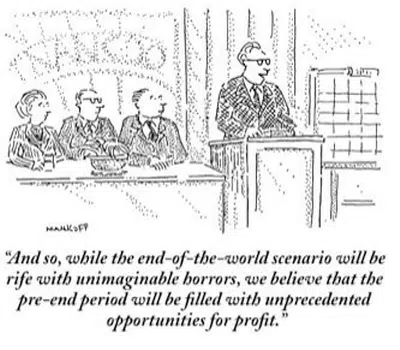 MANKOFF
"And so, while the end-of-the-world scenario will be
rife with unimaginable horrors, we believe that the
pre-end period will be filled with unprecedented
opportunities for profit."